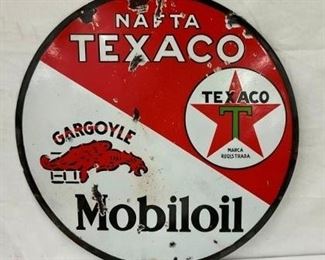 NAFTA
TEXACO
TEXACO
T
MARCA
REGISTRADA
GARGOYLE
Mobiloil